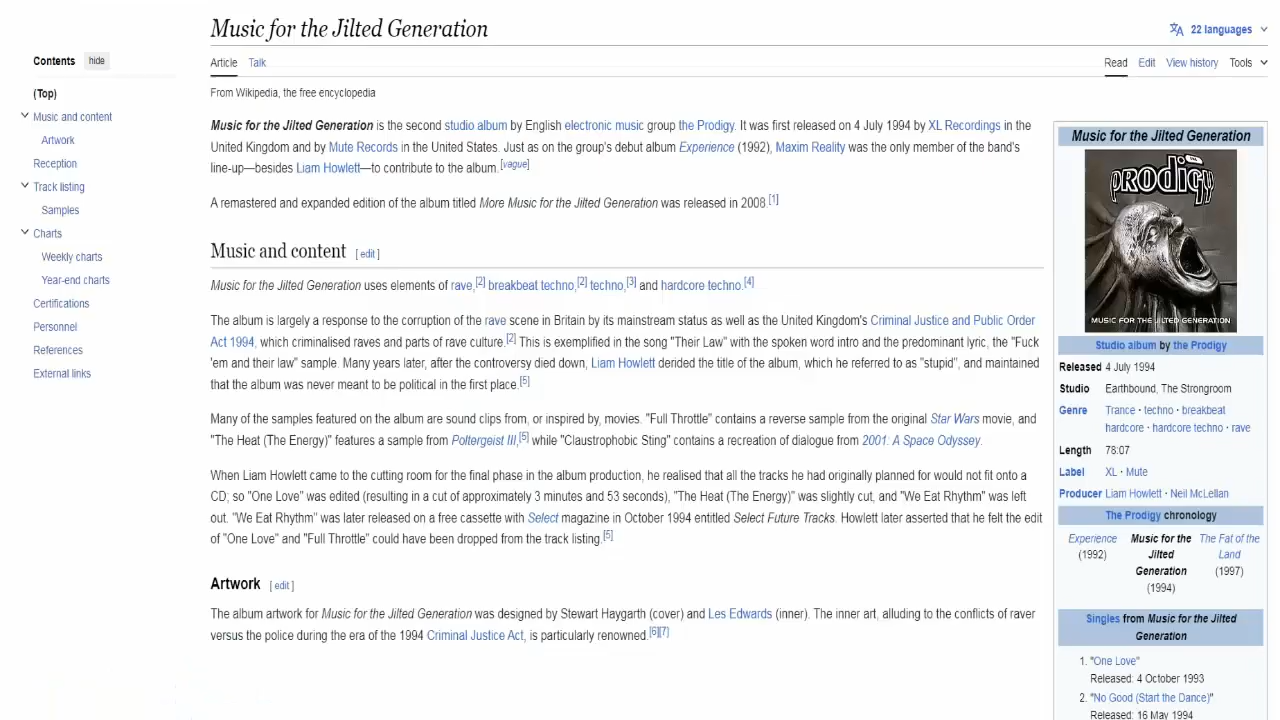 Music for the Jilted Generation
22 languages
Contents hide
Article Talk
Read Edit View history Tools
(Top)
Music and content
Artwork
Reception
Track listing
Samples
Charts
Weekly charts
Year-end charts
Certifications
Personnel
References
External links
From Wikipedia, the free encyclopedia
Music for the Jilted Generation is the second studio album by English electronic music group the Prodigy. It was first released on 4 July 1994 by XL Recordings in the
United Kingdom and by Mute Records in the United States. Just as on the group's debut album Experience (1992), Maxim Reality was the only member of the band's
line-up—besides Liam Howlett—to contribute to the album.[vague]
A remastered and expanded edition of the album titled More Music for the Jilted Generation was released in 2008.[1]
Music and content [ edit ]
Music for the Jilted Generation uses elements of rave,[2] breakbeat techno,[2] techno,[3] and hardcore techno.[4]
The album is largely a response to the corruption of the rave scene in Britain by its mainstream status as well as the United Kingdom's Criminal Justice and Public Order
Act 1994, which criminalised raves and parts of rave culture.[2] This is exemplified in the song "Their Law" with the spoken word intro and the predominant lyric, the "Fuck
'em and their law" sample. Many years later, after the controversy died down, Liam Howlett derided the title of the album, which he referred to as "stupid", and maintained
that the album was never meant to be political in the first place.[5]
Many of the samples featured on the album are sound clips from, or inspired by, movies. "Full Throttle" contains a reverse sample from the original Star Wars movie, and
"The Heat (The Energy)" features a sample from Poltergeist III,[5] while "Claustrophobic Sting" contains a recreation of dialogue from 2001: A Space Odyssey.
When Liam Howlett came to the cutting room for the final phase in the album production, he realised that all the tracks he had originally planned for would not fit onto a
CD; so "One Love" was edited (resulting in a cut of approximately 3 minutes and 53 seconds), "The Heat (The Energy)" was slightly cut, and "We Eat Rhythm" was left
out. "We Eat Rhythm" was later released on a free cassette with Select magazine in October 1994 entitled Select Future Tracks. Howlett later asserted that he felt the edit
of "One Love" and "Full Throttle" could have been dropped from the track listing.[5]
Artwork [ edit ]
The album artwork for Music for the Jilted Generation was designed by Stewart Haygarth (cover) and Les Edwards (inner). The inner art, alluding to the conflicts of raver
versus the police during the era of the 1994 Criminal Justice Act, is particularly renowned.[6][7]
Music for the Jilted Generation
THE
PRODIGY
MUSIC FOR THE JILTED GENERATION
Studio album by the Prodigy
Released 4 July 1994
Studio Earthbound, The Strongroom
Genre Trance · techno · breakbeat
hardcore · hardcore techno · rave
Length 78:07
Label XL · Mute
Producer Liam Howlett · Neil McLellan
The Prodigy chronology
Experience
(1992)
Music for the
Jilted
Generation
(1994)
The Fat of the
Land
(1997)
Singles from Music for the Jilted
Generation
1. "One Love"
Released: 4 October 1993
2. "No Good (Start the Dance)"
Released: 16 May 1994